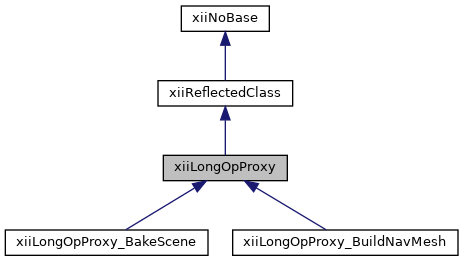 xiiNoBase
xiiReflectedClass
xiiLongOpProxy
xiiLongOpProxy_BakeScene
xiiLongOpProxy_BuildNavMesh